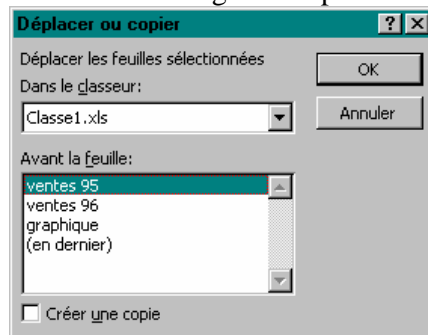 Déplacer ou copier
Déplacer les feuilles sélectionnées
Dans le classeur:
Classe1.xls
OK
Annuler
Avant la feuille:
ventes 95
ventes 96
graphique
(en dernier)
Créer une copie